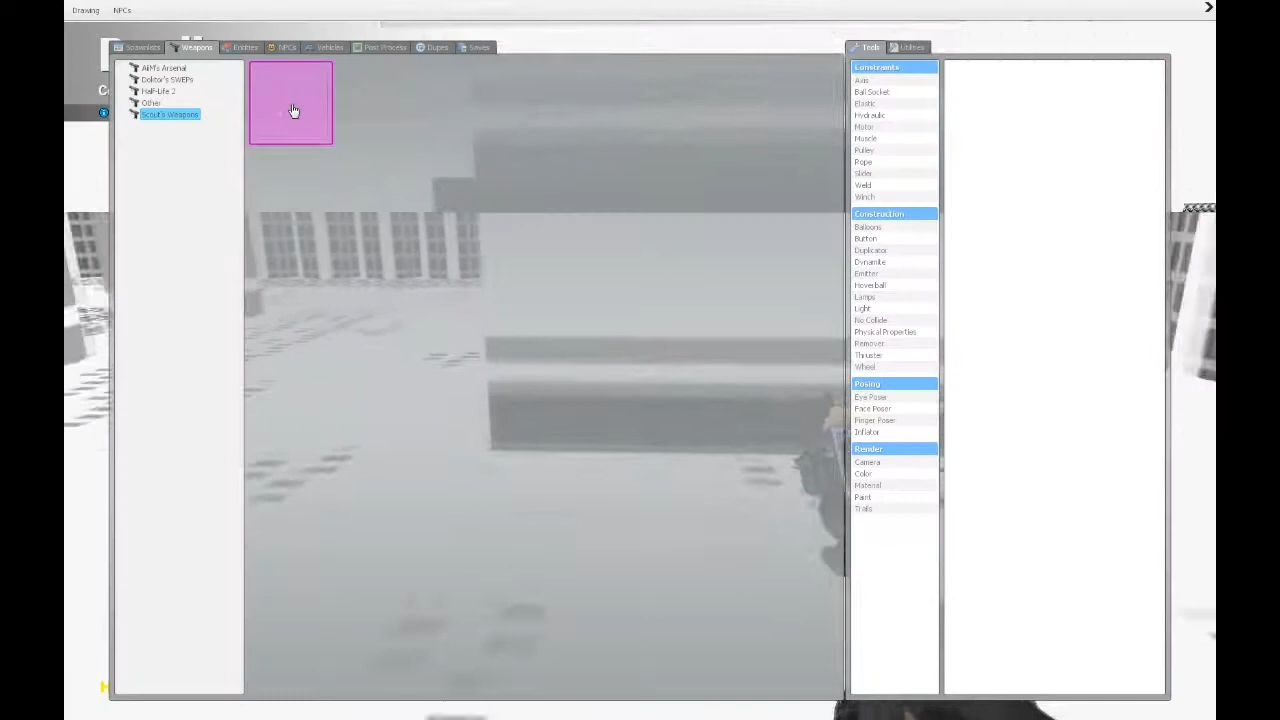 Drawing NPCs
Spawnlists Weapons Entities NPCs Vehicles Post Process Dupes Saves
Tools Utilities
AiM's Arsenal
Doktor's SWEPs
Half-Life 2
Other
Scout's Weapons
Constraints
Axis
Ball Socket
Elastic
Hydraulic
Motor
Muscle
Pulley
Rope
Slider
Weld
Winch
Construction
Balloons
Button
Duplicator
Dynamite
Emitter
Hoverball
Lamps
Light
No Collide
Physical Properties
Remover
Thruster
Wheel
Posing
Eye Poser
Face Poser
Finger Poser
Inflator
Render
Camera
Color
Material
Paint
Trails